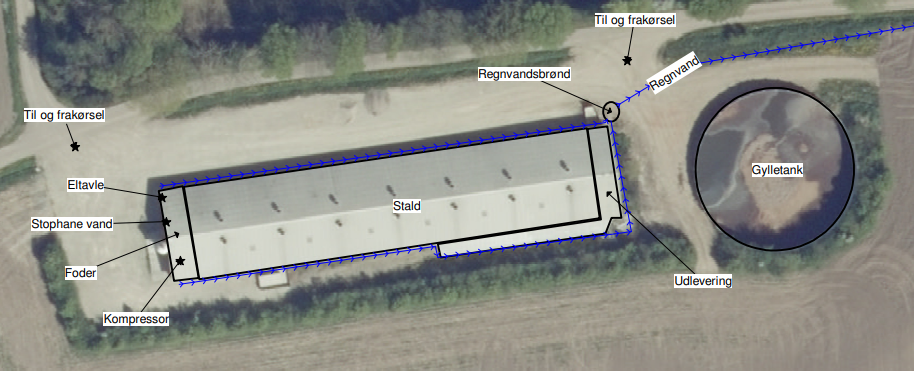 Til og frakørsel
Regnvand
Regnvandsbrønd
Til og frakørsel
Gylletank
Eltavle
Stald
Stophane vand
Foder
Udlevering
Kompressor